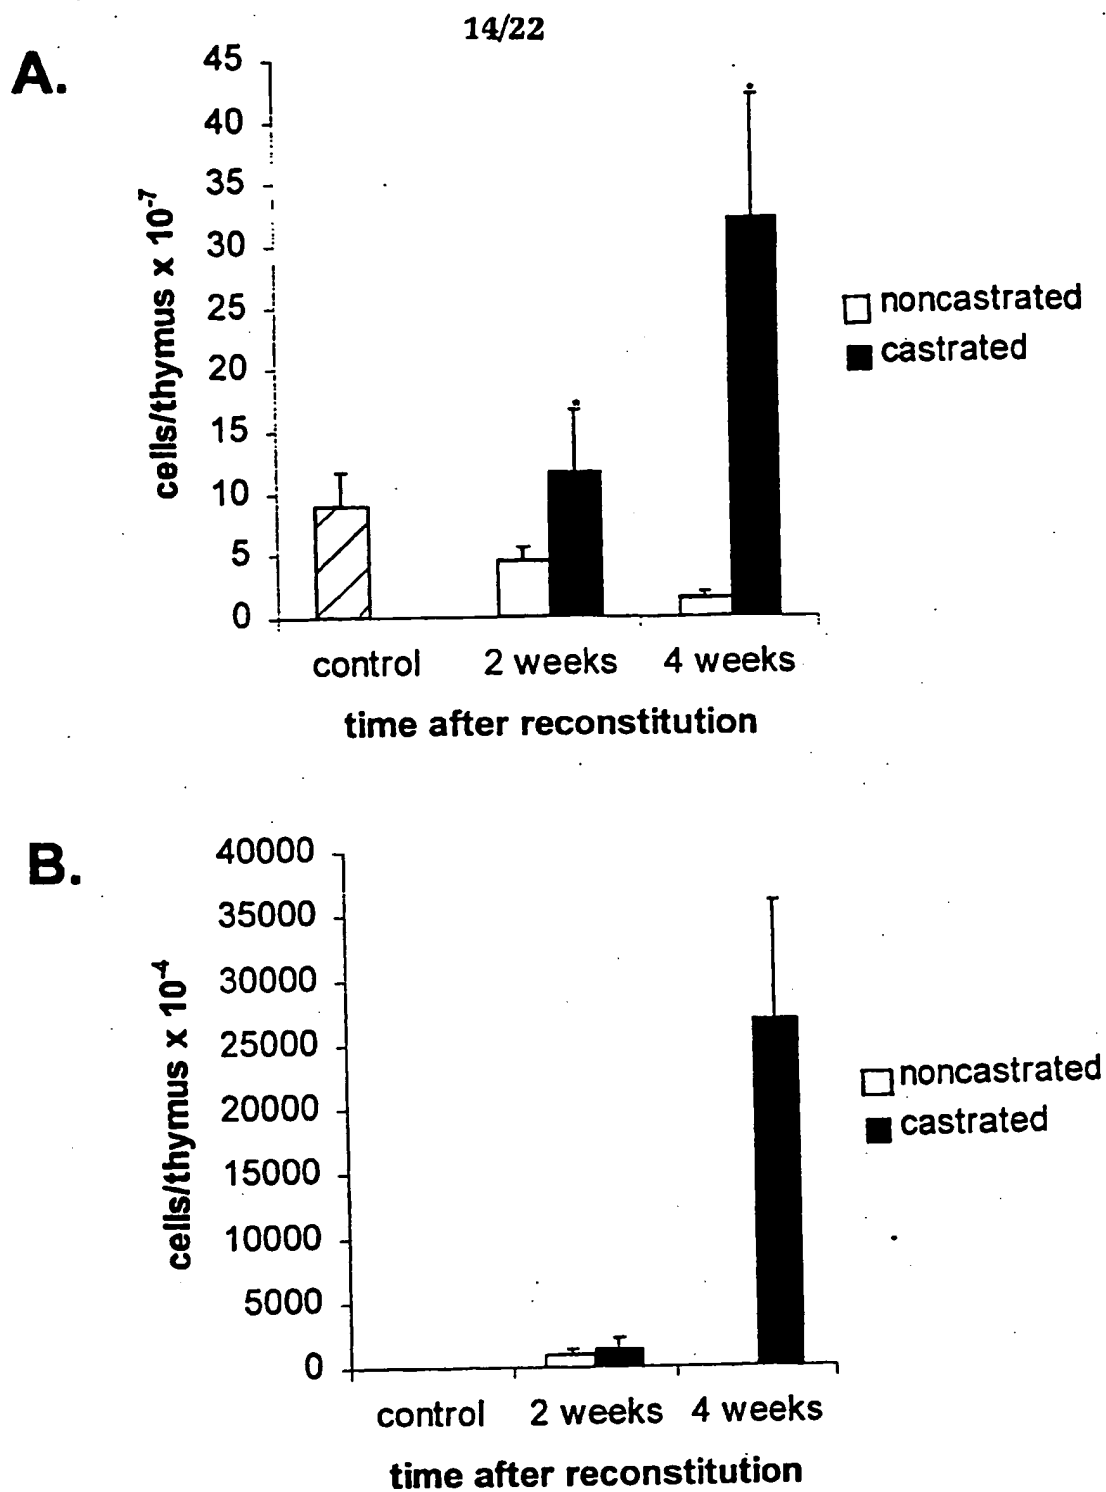 14/22
A.
45
40
35
30
25
20
15
10
5
0
cells/thymus x 10-7
noncastrated
castrated
control 2 weeks 4 weeks
time after reconstitution
B.
40000
35000
30000
25000
20000
15000
10000
5000
0
cells/thymus x 10-4
noncastrated
castrated
control 2 weeks 4 weeks
time after reconstitution